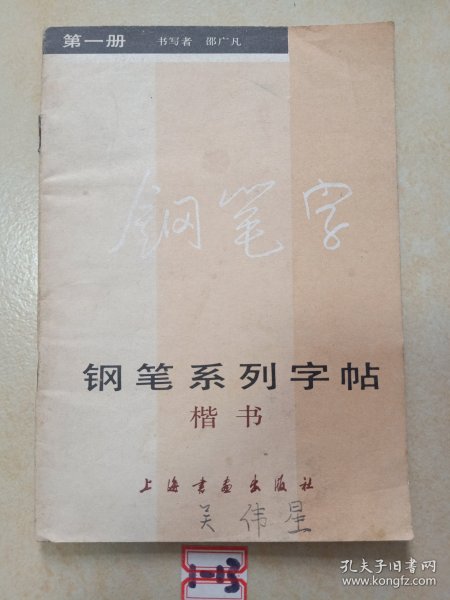 第一册 书写者 邵广凡
钢笔字
钢笔系列字帖
楷书
上海书画出版社
吴伟星
1-45
孔夫子旧书网
www.kongfz.com